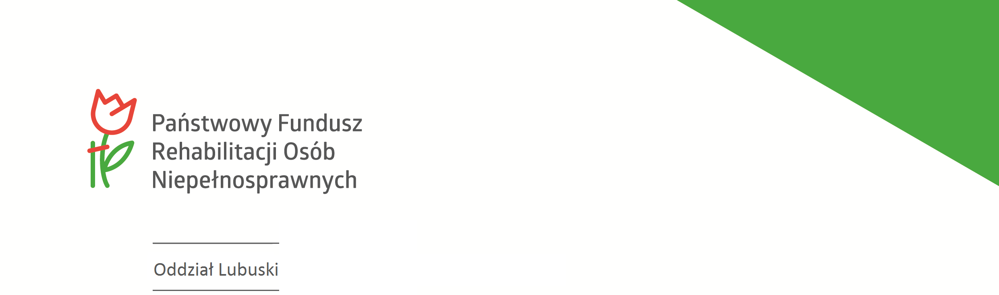 Państwowy Fundusz
Rehabilitacji Osób
Niepełnosprawnych
Oddział Lubuski